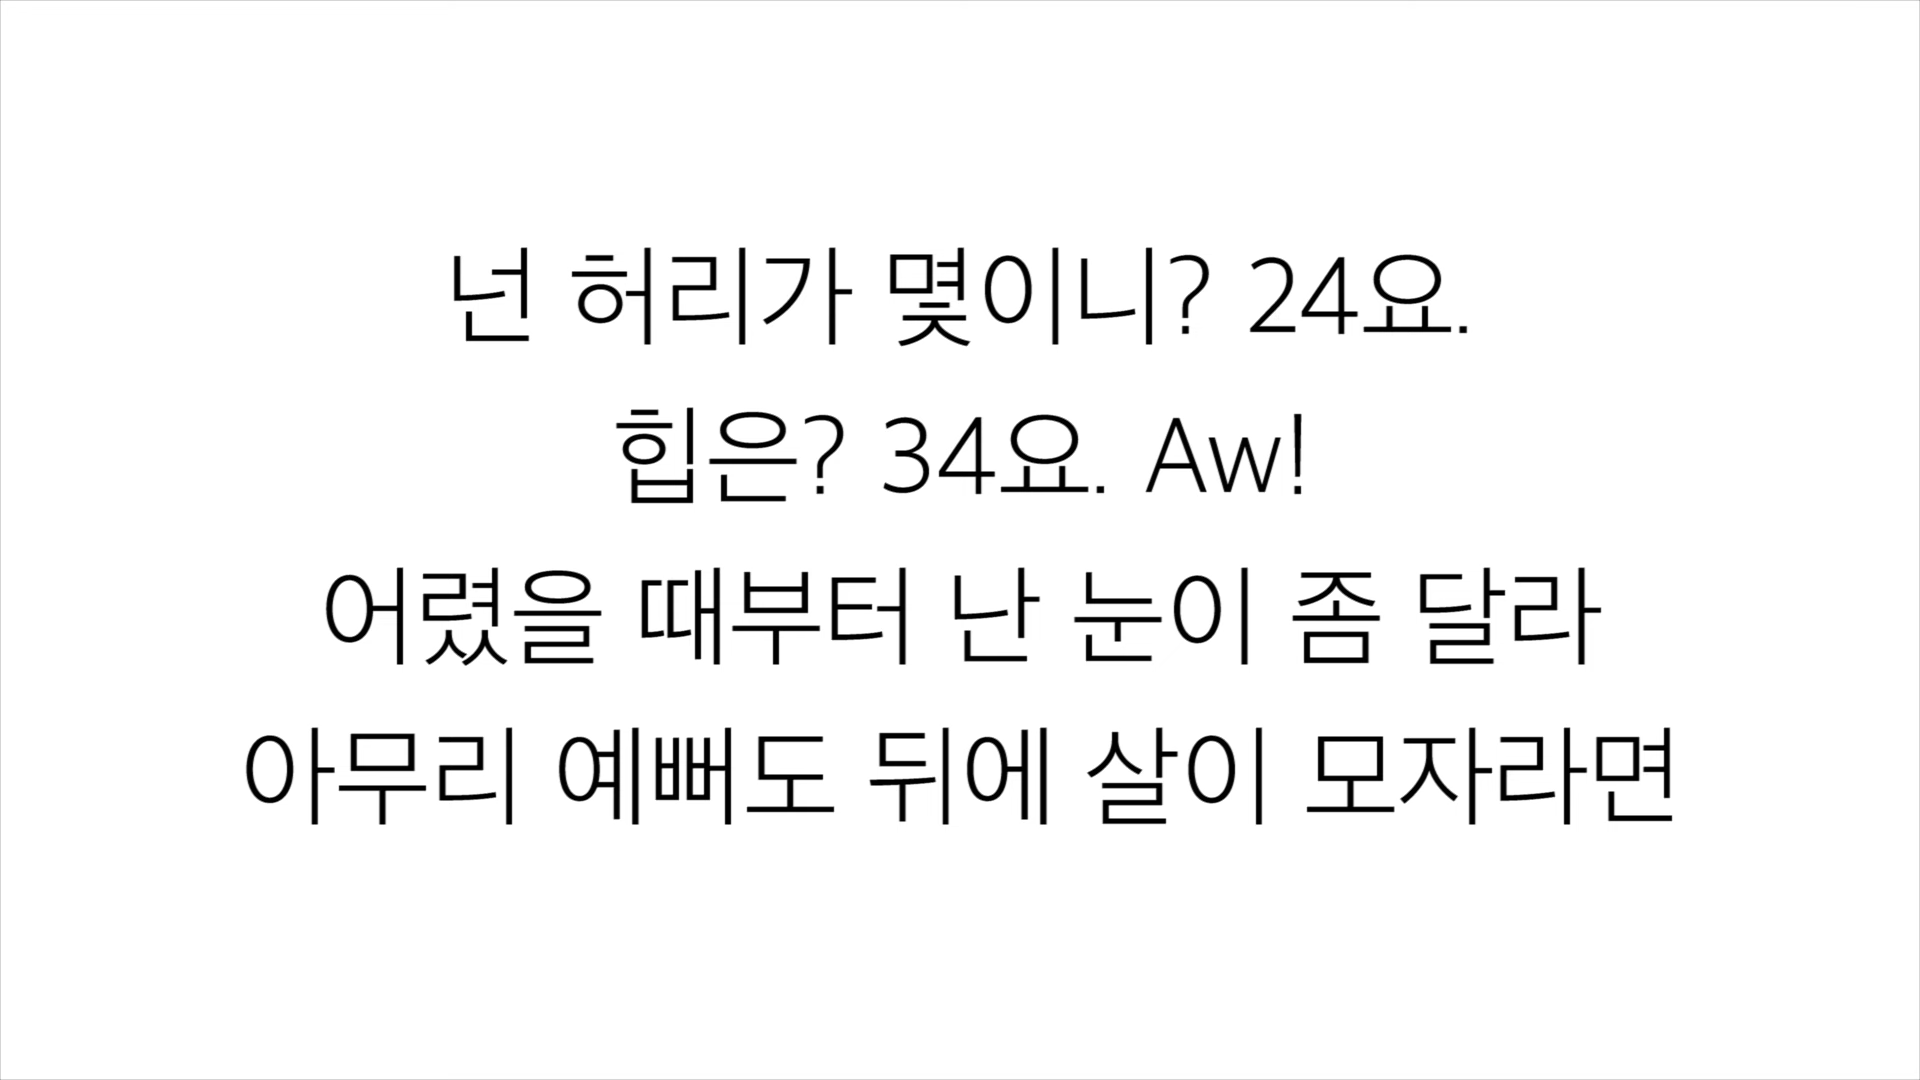 넌 허리가 몇이니? 24요.
힙은? 34요. Aw!
어렸을 때부터 난 눈이 좀 달라
아무리 예뻐도 뒤에 살이 모자라면